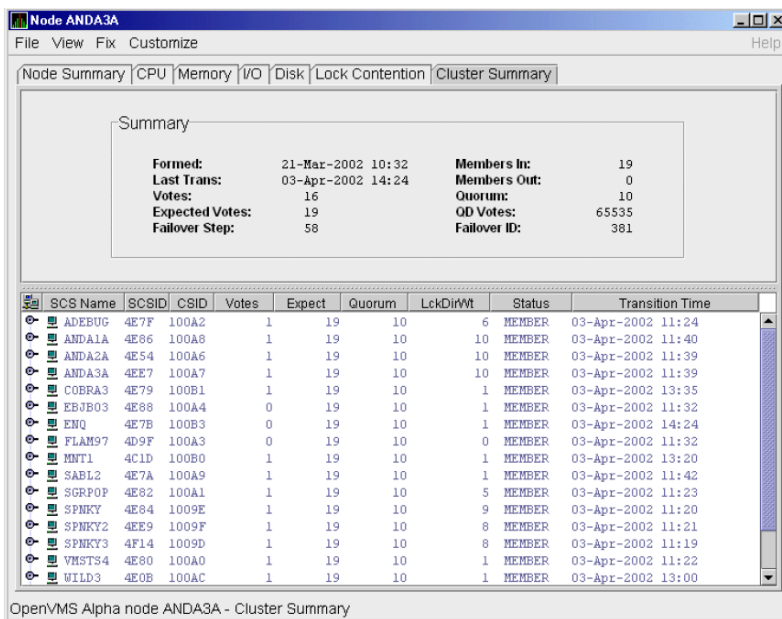 Node ANDA3A
File View Fix Customize Help
Node Summary CPU Memory I/O Disk Lock Contention Cluster Summary
Summary
Formed: 21-Mar-2002 10:32 Members In: 19
Last Trans: 03-Apr-2002 14:24 Members Out: 0
Votes: 16 Quorum: 10
Expected Votes: 19 QD Votes: 65535
Failover Step: 58 Failover ID: 381
SCS Name SCSID CSID Votes Expect Quorum LckDirWt Status Transition Time
ADEBUG 4E7F 100A2 1 19 10 6 MEMBER 03-Apr-2002 11:24
ANDA1A 4E86 100A8 1 19 10 10 MEMBER 03-Apr-2002 11:40
ANDA2A 4E54 100A6 1 19 10 10 MEMBER 03-Apr-2002 11:39
ANDA3A 4EE7 100A7 1 19 10 10 MEMBER 03-Apr-2002 11:39
COBRA3 4E79 100B1 1 19 10 1 MEMBER 03-Apr-2002 13:35
EBJB03 4E88 100A4 0 19 10 1 MEMBER 03-Apr-2002 11:32
ENQ 4E7B 100B3 0 19 10 1 MEMBER 03-Apr-2002 14:24
FLAM97 4D9F 100A3 0 19 10 0 MEMBER 03-Apr-2002 11:32
MNT1 4C1D 100B0 1 19 10 1 MEMBER 03-Apr-2002 13:20
SABL2 4E7A 100A9 1 19 10 1 MEMBER 03-Apr-2002 11:42
SGRPOP 4E82 100A1 1 19 10 5 MEMBER 03-Apr-2002 11:23
SPNKY 4E84 1009E 1 19 10 9 MEMBER 03-Apr-2002 11:20
SPNKY2 4EE9 1009F 1 19 10 8 MEMBER 03-Apr-2002 11:21
SPNKY3 4F14 1009D 1 19 10 8 MEMBER 03-Apr-2002 11:19
VMSTS4 4E80 100A0 1 19 10 1 MEMBER 03-Apr-2002 11:22
WILD3 4E0B 100AC 1 19 10 1 MEMBER 03-Apr-2002 13:00
OpenVMS Alpha node ANDA3A - Cluster Summary